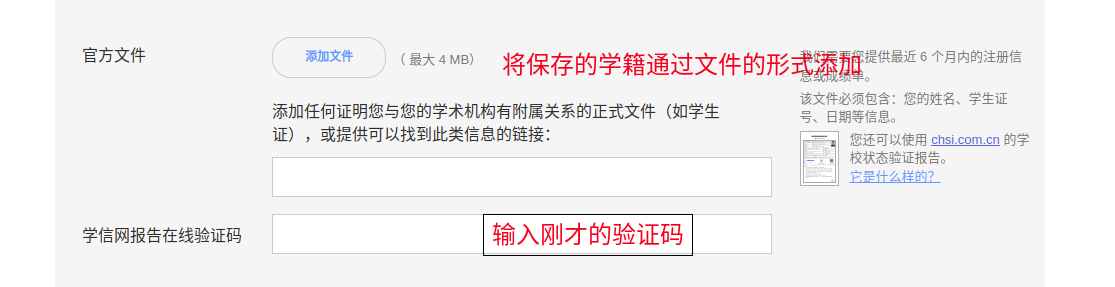 官方文件
添加文件
（ 最大 4 MB）
将保存的学籍通过文件的形式添加
我们需要您提供最近 6 个月内的注册信
息或成绩单。
该文件必须包含：您的姓名、学生证
号、日期等信息。
您还可以使用 chsi.com.cn 的学
校状态验证报告。
它是什么样的？
添加任何证明您与您的学术机构有附属关系的正式文件（如学生
证），或提供可以找到此类信息的链接：
学信网报告在线验证码
输入刚才的验证码